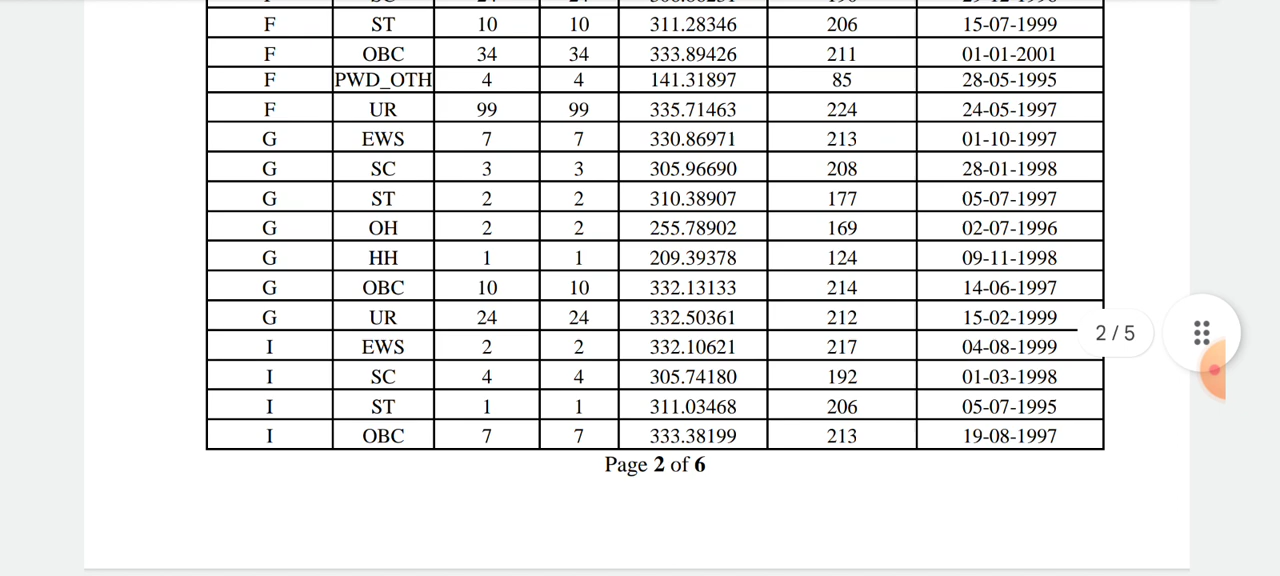 F ST 10 10 311.28346 206 15-07-1999
F OBC 34 34 333.89426 211 01-01-2001
F PWD_OTH 4 4 141.31897 85 28-05-1995
F UR 99 99 335.71463 224 24-05-1997
G EWS 7 7 330.86971 213 01-10-1997
G SC 3 3 305.96690 208 28-01-1998
G ST 2 2 310.38907 177 05-07-1997
G OH 2 2 255.78902 169 02-07-1996
G HH 1 1 209.39378 124 09-11-1998
G OBC 10 10 332.13133 214 14-06-1997
G UR 24 24 332.50361 212 15-02-1999
2 / 5
I EWS 2 2 332.10621 217 04-08-1999
I SC 4 4 305.74180 192 01-03-1998
I ST 1 1 311.03468 206 05-07-1995
I OBC 7 7 333.38199 213 19-08-1997
Page 2 of 6